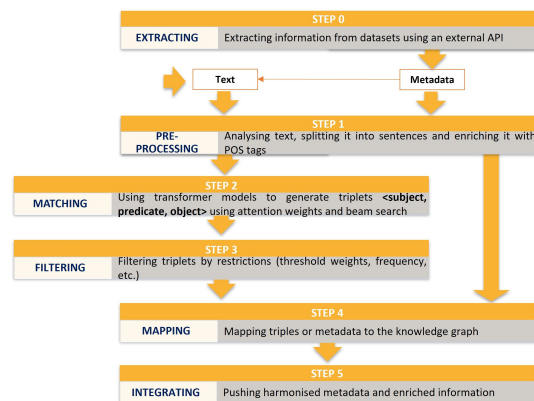 STEP 0
EXTRACTING Extracting information from datasets using an external API
Text Metadata
STEP 1
PRE-PROCESSING Analysing text, splitting it into sentences and enriching it with
POS tags
STEP 2
MATCHING Using transformer models to generate triplets <subject,
predicate, object> using attention weights and beam search
STEP 3
FILTERING Filtering triplets by restrictions (threshold weights, frequency,
etc.)
STEP 4
MAPPING Mapping triples or metadata to the knowledge graph
STEP 5
INTEGRATING Pushing harmonised metadata and enriched information